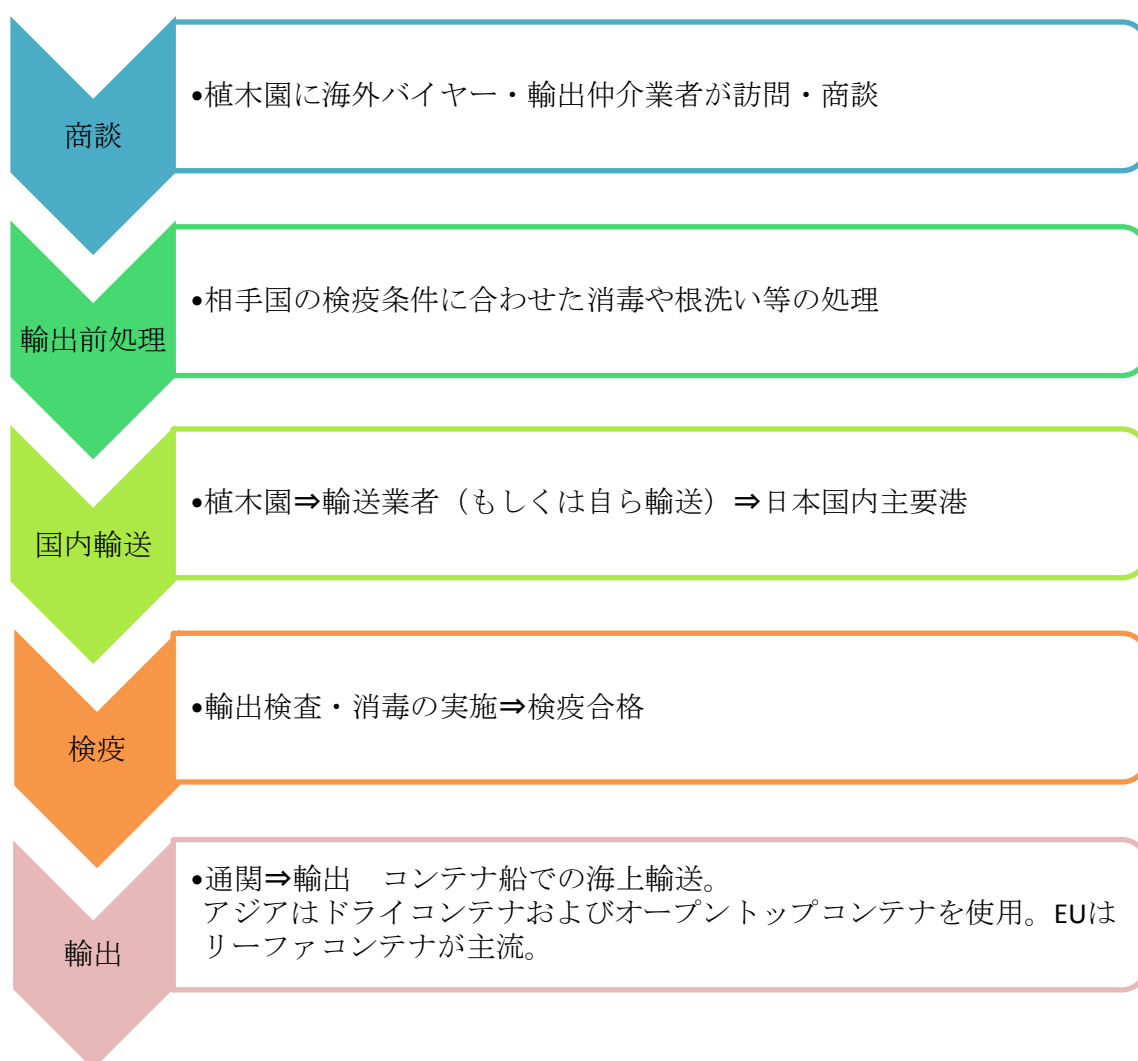 商談
•植木園に海外バイヤー・輸出仲介業者が訪問・商談
輸出前処理
•相手国の検疫条件に合わせた消毒や根洗い等の処理
国内輸送
•植木園⇒輸送業者（もしくは自ら輸送）⇒日本国内主要港
検疫
•輸出検査・消毒の実施⇒検疫合格
輸出
•通関⇒輸出　コンテナ船での海上輸送。
アジアはドライコンテナおよびオープントップコンテナを使用。EUは
リーファコンテナが主流。